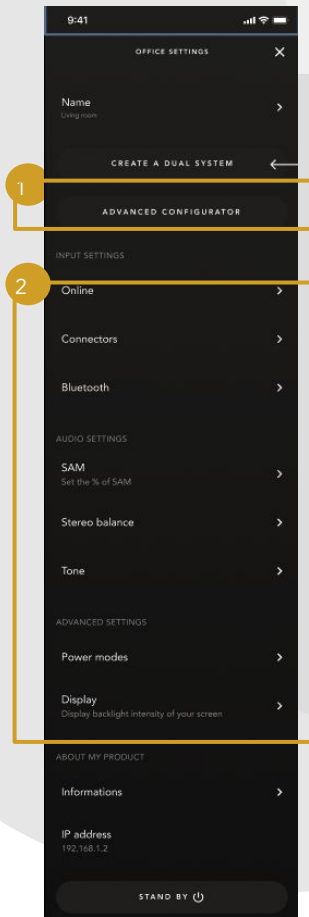 9:41
OFFICE SETTINGS
Name
Living room
CREATE A DUAL SYSTEM
1
ADVANCED CONFIGURATOR
INPUT SETTINGS
2
Online
Connectors
Bluetooth
AUDIO SETTINGS
SAM
Set the % of SAM
Stereo balance
Tone
ADVANCED SETTINGS
Power modes
Display
Display backlight intensity of your screen
ABOUT MY PRODUCT
Informations
IP address
192.168.1.2
STAND BY